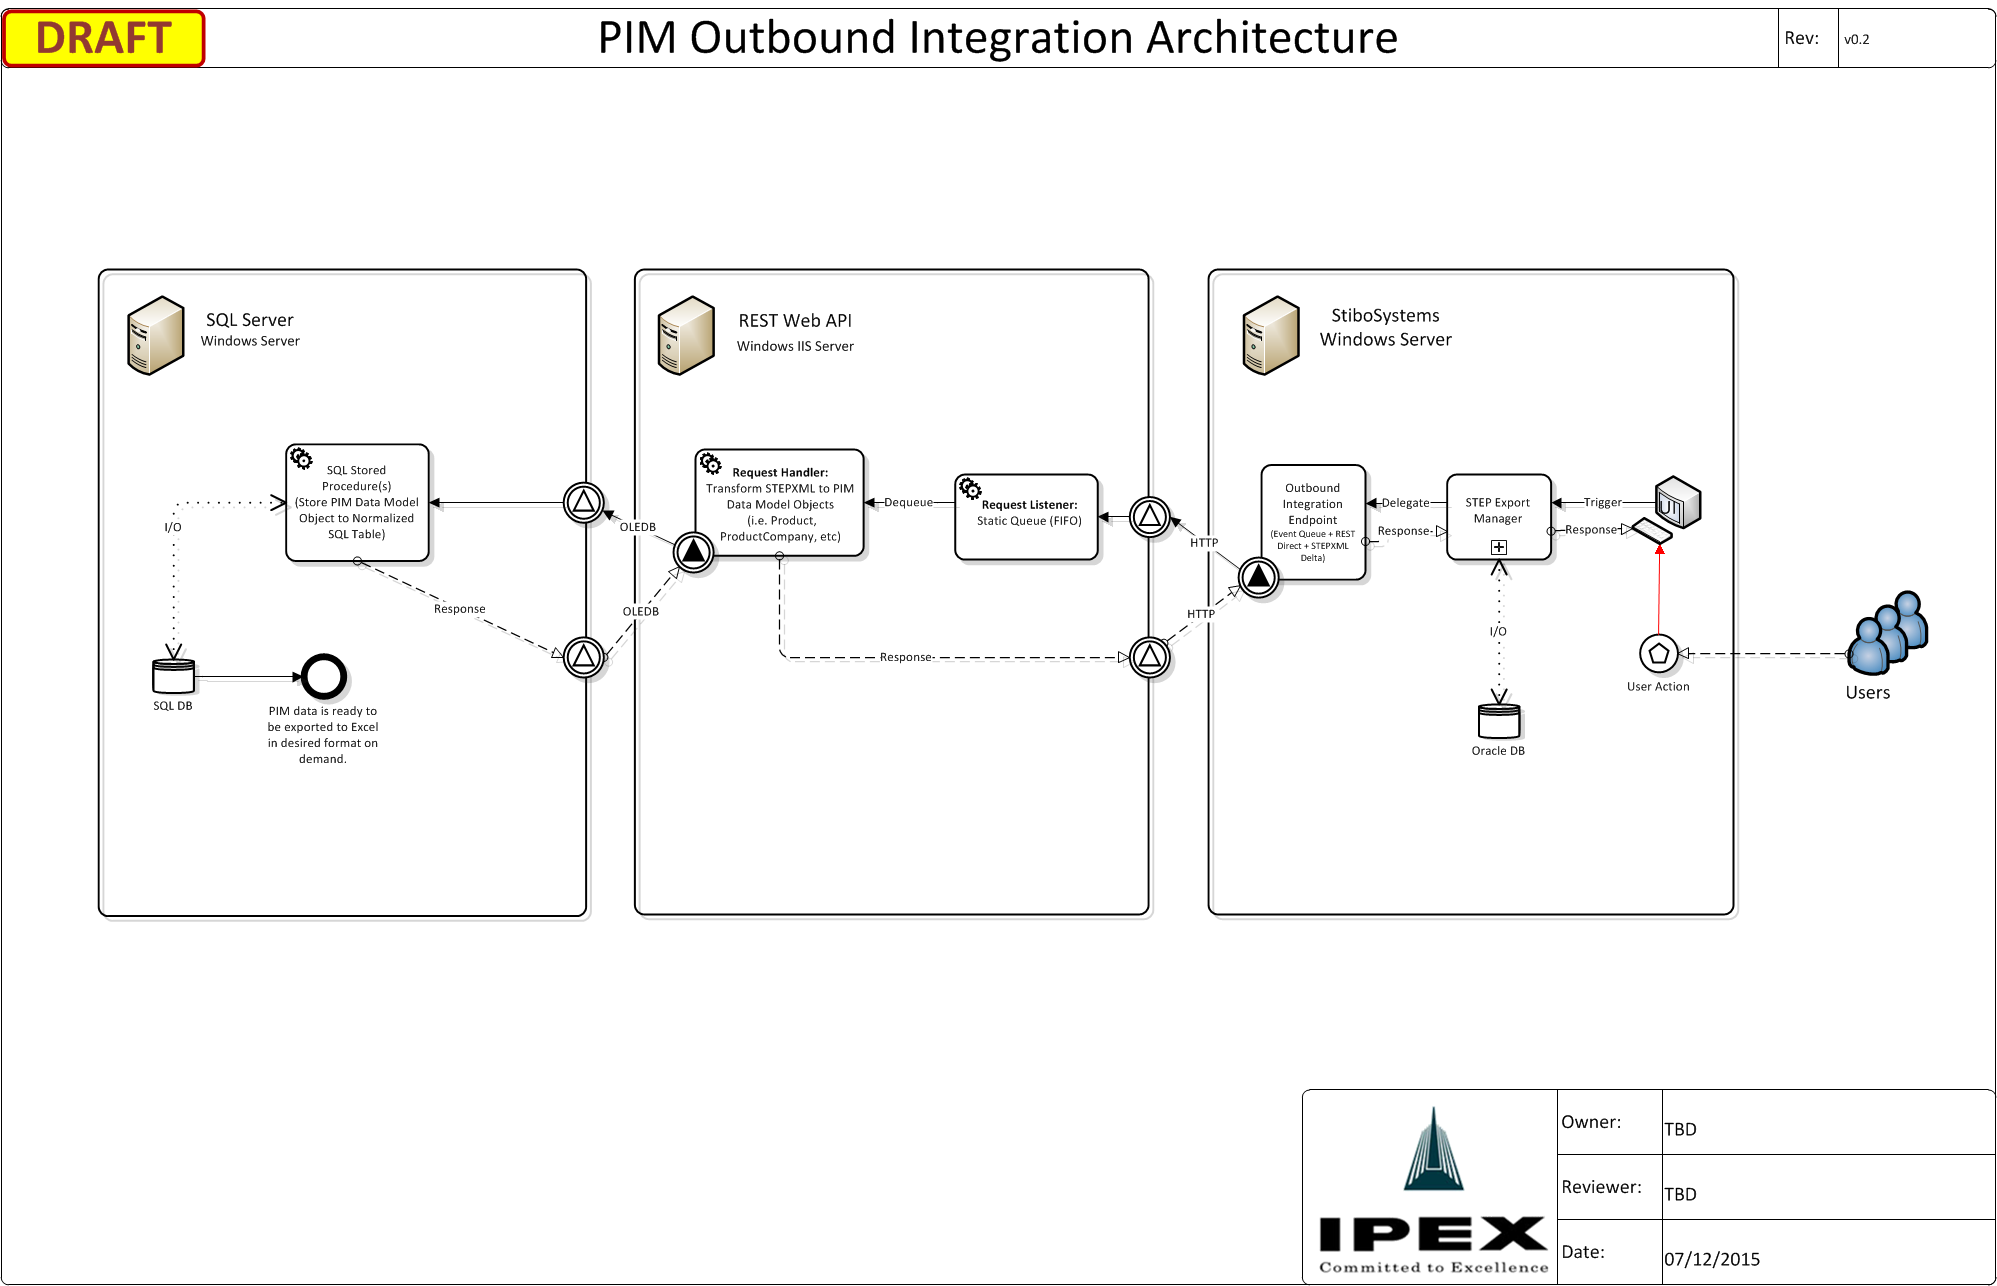 DRAFT
PIM Outbound Integration Architecture
Rev:
v0.2
SQL Server
Windows Server
SQL Stored
Procedure(s)
(Store PIM Data Model
Object to Normalized
SQL Table)
I/O
Response
SQL DB
PIM data is ready to
be exported to Excel
in desired format on
demand.
OLEDB
OLEDB
REST Web API
Windows IIS Server
Request Handler:
Transform STEPXML to PIM
Data Model Objects
(i.e. Product,
ProductCompany, etc)
Dequeue
Request Listener:
Static Queue (FIFO)
Response
HTTP
HTTP
StiboSystems
Windows Server
Outbound
Integration
Endpoint
(Event Queue + REST
Direct + STEPXML
Delta)
Delegate
Response
STEP Export
Manager
Trigger
Response
UI
I/O
Oracle DB
User Action
Users
IPEX
Committed to Excellence
Owner:
TBD
Reviewer:
TBD
Date:
07/12/2015